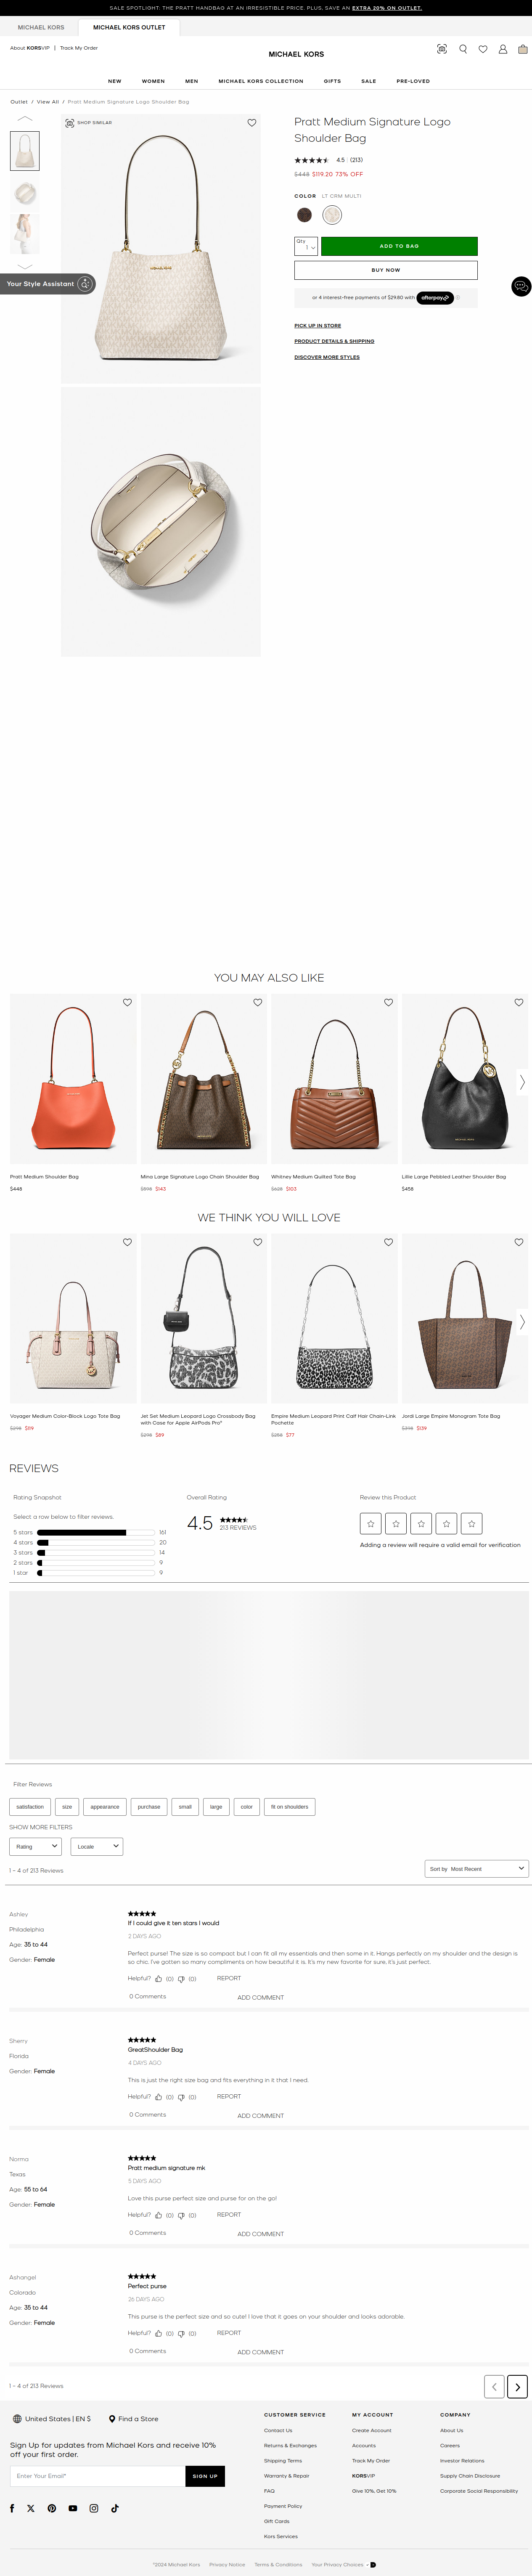 SALE SPOTLIGHT: THE PRATT HANDBAG AT AN IRRESISTIBLE PRICE. PLUS, SAVE AN EXTRA 20% ON OUTLET.
MICHAEL KORS
MICHAEL KORS OUTLET
About KORSVIP | Track My Order
MICHAEL KORS
NEW WOMEN MEN MICHAEL KORS COLLECTION GIFTS SALE PRE-LOVED
Outlet / View All / Pratt Medium Signature Logo Shoulder Bag
SHOP SIMILAR
Your Style Assistant
Pratt Medium Signature Logo
Shoulder Bag
4.5 (213)
$448 $119.20 73% OFF
COLOR LT CRM MULTI
Qty
1
ADD TO BAG
BUY NOW
or 4 interest-free payments of $29.80 with afterpay
PICK UP IN STORE
PRODUCT DETAILS & SHIPPING
DISCOVER MORE STYLES
YOU MAY ALSO LIKE
Pratt Medium Shoulder Bag
$448
Mina Large Signature Logo Chain Shoulder Bag
$598 $143
Whitney Medium Quilted Tote Bag
$628 $103
Lillie Large Pebbled Leather Shoulder Bag
$458
WE THINK YOU WILL LOVE
Voyager Medium Color-Block Logo Tote Bag
$298 $119
Jet Set Medium Leopard Logo Crossbody Bag
with Case for Apple AirPods Pro®
$298 $89
Empire Medium Leopard Print Calf Hair Chain-Link
Pochette
$258 $77
Jordi Large Empire Monogram Tote Bag
$398 $139
REVIEWS
Rating Snapshot
Select a row below to filter reviews.
5 stars 161
4 stars 20
3 stars 14
2 stars 9
1 star 9
Overall Rating
4.5
213 REVIEWS
Review this Product
Adding a review will require a valid email for verification
Filter Reviews
satisfaction size appearance purchase small large color fit on shoulders
SHOW MORE FILTERS
Rating Locale
1 – 4 of 213 Reviews
Sort by Most Recent
Ashley
Philadelphia
Age: 35 to 44
Gender: Female
If I could give it ten stars I would
2 DAYS AGO
Perfect purse! The size is so compact but I can fit all my essentials and then some in it. Hangs perfectly on my shoulder and the design is
so chic. I've gotten so many compliments on how beautiful it is. It's my new favorite for sure, it's just perfect.
Helpful? (0) (0) REPORT
0 Comments ADD COMMENT
Sherry
Florida
Gender: Female
GreatShoulder Bag
4 DAYS AGO
This is just the right size bag and fits everything in it that I need.
Helpful? (0) (0) REPORT
0 Comments ADD COMMENT
Norma
Texas
Age: 55 to 64
Gender: Female
Pratt medium signature mk
5 DAYS AGO
Love this purse perfect size and purse for on the go!
Helpful? (0) (0) REPORT
0 Comments ADD COMMENT
Ashangel
Colorado
Age: 35 to 44
Gender: Female
Perfect purse
25 DAYS AGO
This purse is the perfect size and so cute! I love that it goes on your shoulder and looks adorable.
Helpful? (0) (0) REPORT
0 Comments ADD COMMENT
1 – 4 of 213 Reviews
United States | EN $ Find a Store
Sign Up for updates from Michael Kors and receive 10%
off your first order.
Enter Your Email*
SIGN UP
CUSTOMER SERVICE
Contact Us
Returns & Exchanges
Shipping Terms
Warranty & Repair
FAQ
Payment Policy
Gift Cards
Kors Services
MY ACCOUNT
Create Account
Accounts
Track My Order
KORSVIP
Give 10%, Get 10%
COMPANY
About Us
Careers
Investor Relations
Supply Chain Disclosure
Corporate Social Responsibility
©2024 Michael Kors Privacy Notice Terms & Conditions Your Privacy Choices